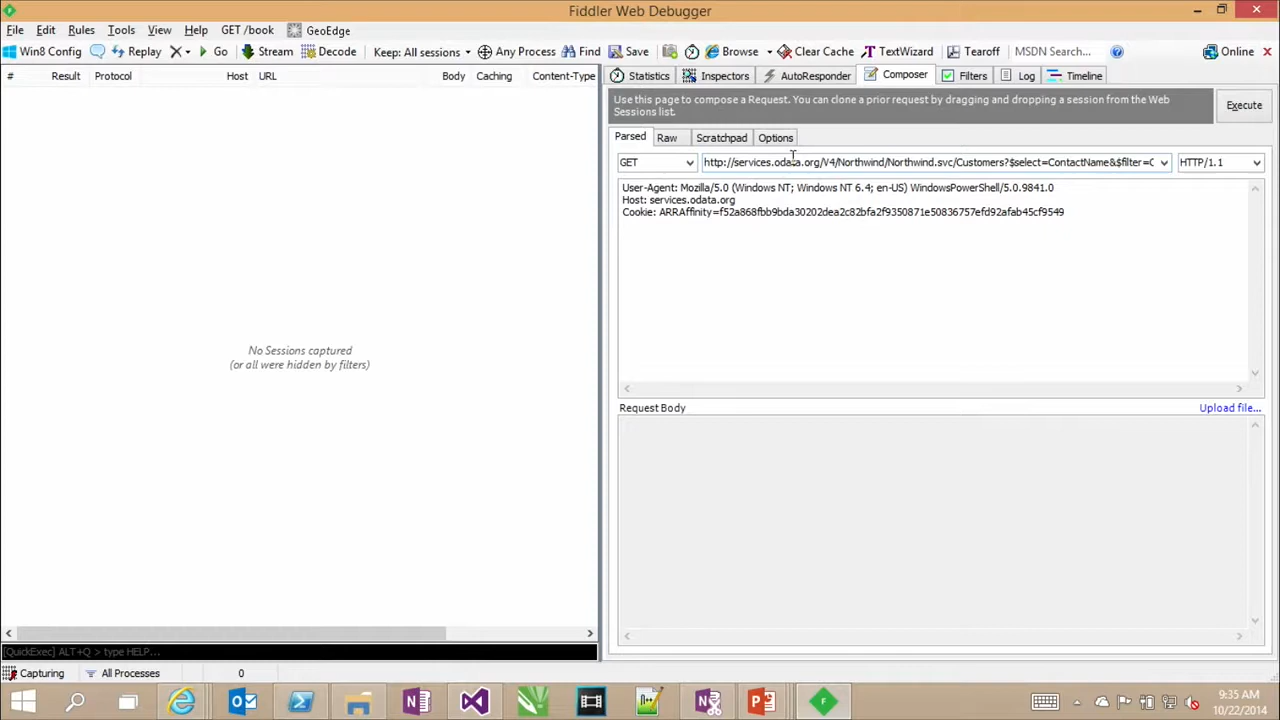 Fiddler Web Debugger
File Edit Rules Tools View Help GET /book GeoEdge
Win8 Config Replay Go Stream Decode Keep: All sessions Any Process Find Save Browse Clear Cache TextWizard Tearoff MSDN Search... Online
# Result Protocol Host URL Body Caching Content-Type
Statistics Inspectors AutoResponder Composer Filters Log Timeline
Use this page to compose a Request. You can clone a prior request by dragging and dropping a session from the Web
Sessions list.
Execute
Parsed Raw Scratchpad Options
GET http://services.odata.org/V4/Northwind/Northwind.svc/Customers?$select=ContactName&$filter=C HTTP/1.1
User-Agent: Mozilla/5.0 (Windows NT; Windows NT 6.4; en-US) WindowsPowerShell/5.0.9841.0
Host: services.odata.org
Cookie: ARRAffinity=f52a868fbb9bda30202dea2c82bfa2f9350871e50836757efd92afab45cf9549
No Sessions captured
(or all were hidden by filters)
Request Body Upload file...
[QuickExec] ALT+Q > type HELP...
Capturing All Processes 0
9:35 AM
10/22/2014